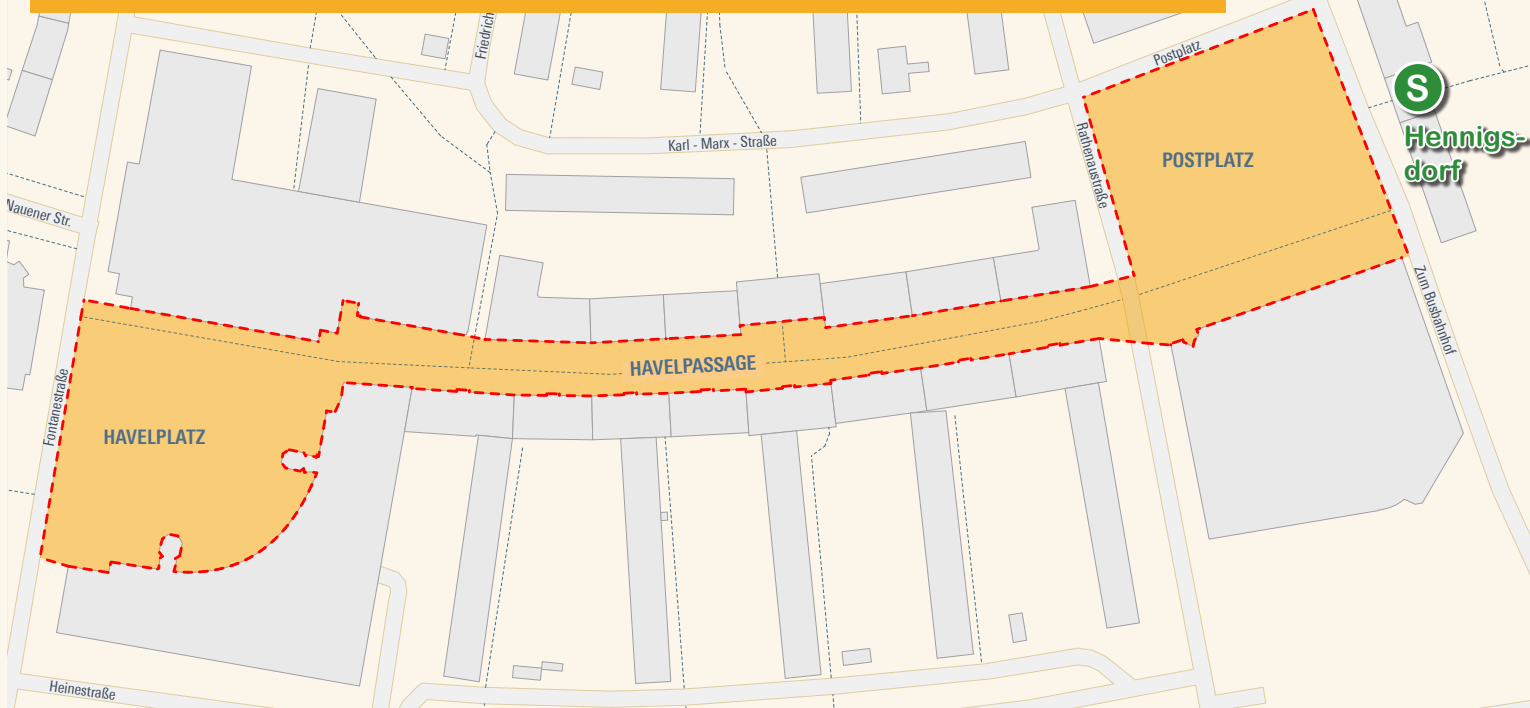 Friedrich
Postplatz
S
Hennigs-
dorf
Karl - Marx - Straße
Rathenaustraße
POSTPLATZ
Nauener Str.
Zum Busbahnhof
HAVELPASSAGE
Fontanestraße
HAVELPLATZ
Heinestraße